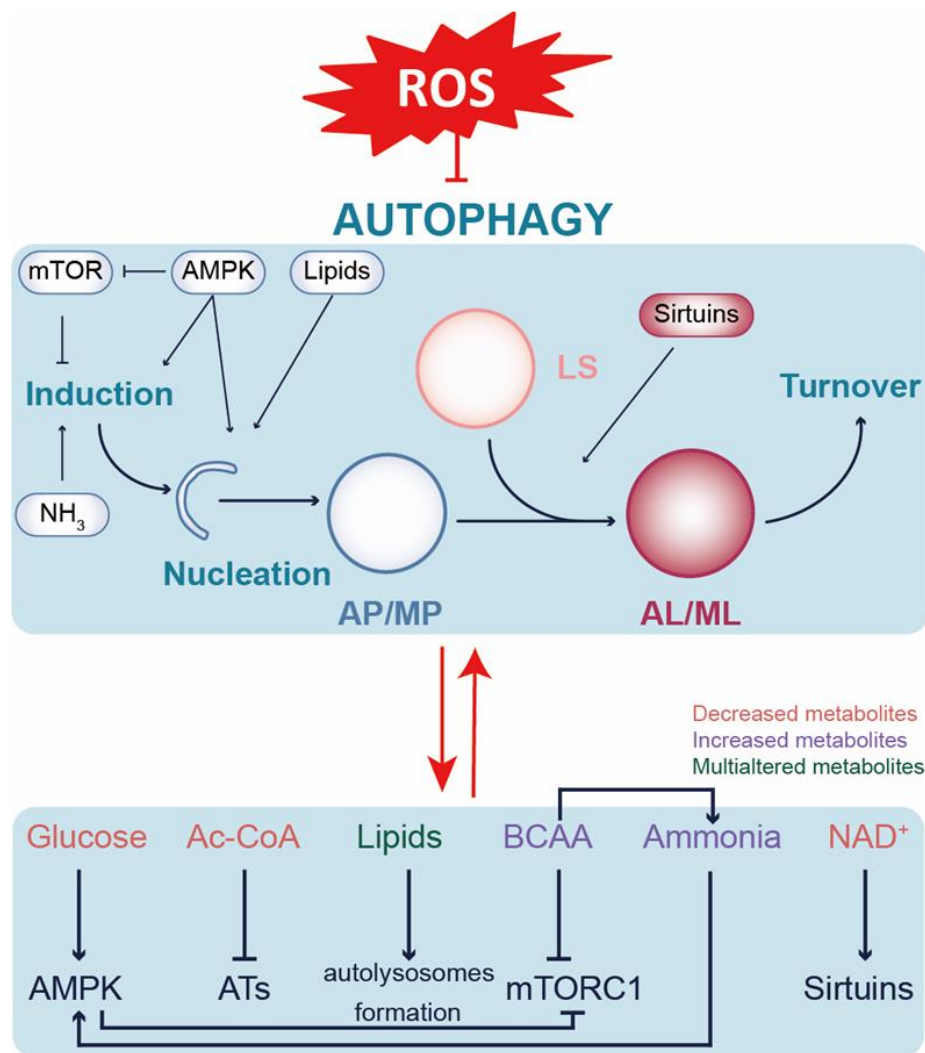 ROS
AUTOPHAGY
mTOR
AMPK
Lipids
Sirtuins
LS
Induction
Turnover
NH₃
Nucleation
AP/MP
AL/ML
Decreased metabolites
Increased metabolites
Multialtered metabolites
Glucose
Ac-CoA
Lipids
BCAA
Ammonia
NAD⁺
AMPK
ATs
autolysosomes
formation
mTORC1
Sirtuins